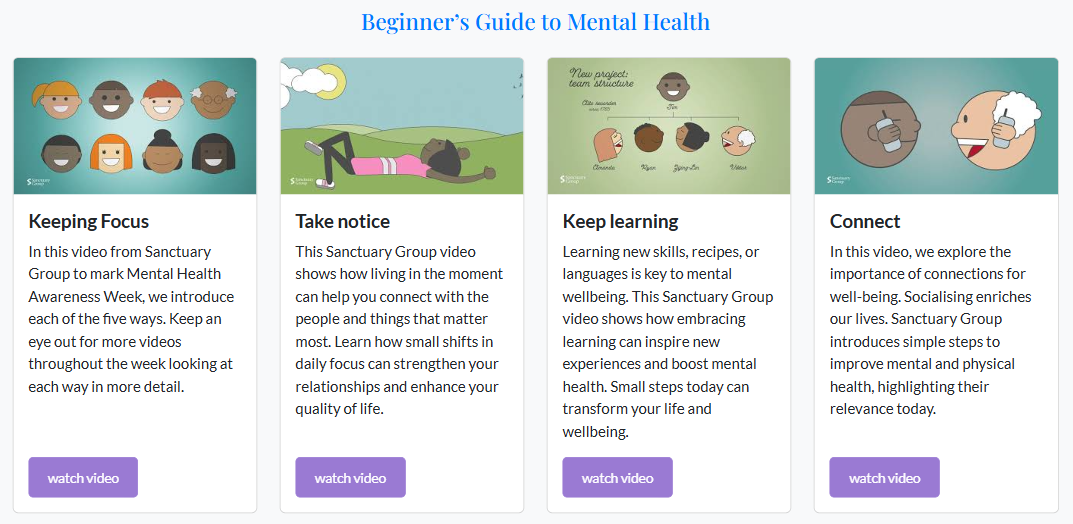 Beginner's Guide to Mental Health
Sanctuary
Group
Keeping Focus
In this video from Sanctuary
Group to mark Mental Health
Awareness Week, we introduce
each of the five ways. Keep an
eye out for more videos
throughout the week looking at
each way in more detail.
watch video
Sanctuary
Group
Take notice
This Sanctuary Group video
shows how living in the moment
can help you connect with the
people and things that matter
most. Learn how small shifts in
daily focus can strengthen your
relationships and enhance your
quality of life.
watch video
New project:
team structure
Tim
Amanda
Ryan
Sanctuary
Group
Keep learning
Learning new skills, recipes, or
languages is key to mental
wellbeing. This Sanctuary Group
video shows how embracing
learning can inspire new
experiences and boost mental
health. Small steps today can
transform your life and
wellbeing.
watch video
Sanctuary
Group
Connect
In this video, we explore the
importance of connections for
well-being. Socialising enriches
our lives. Sanctuary Group
introduces simple steps to
improve mental and physical
health, highlighting their
relevance today.
watch video